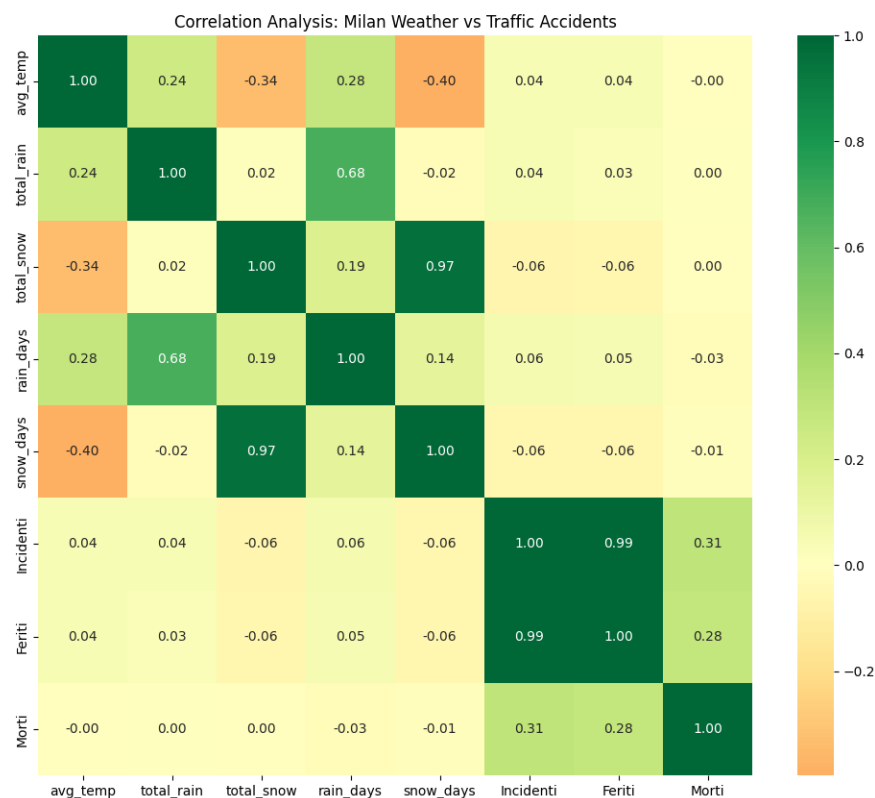 Correlation Analysis: Milan Weather vs Traffic Accidents
avg_temp 1.00 0.24 -0.34 0.28 -0.40 0.04 0.04 -0.00
total_rain 0.24 1.00 0.02 0.68 -0.02 0.04 0.03 0.00
total_snow -0.34 0.02 1.00 0.19 0.97 -0.06 -0.06 0.00
rain_days 0.28 0.68 0.19 1.00 0.14 0.06 0.05 -0.03
snow_days -0.40 -0.02 0.97 0.14 1.00 -0.06 -0.06 -0.01
Incidenti 0.04 0.04 -0.06 0.06 -0.06 1.00 0.99 0.31
Feriti 0.04 0.03 -0.06 0.05 -0.06 0.99 1.00 0.28
Morti -0.00 0.00 0.00 -0.03 -0.01 0.31 0.28 1.00
avg_temp total_rain total_snow rain_days snow_days Incidenti Feriti Morti
1.0
0.8
0.6
0.4
0.2
0.0
−0.2